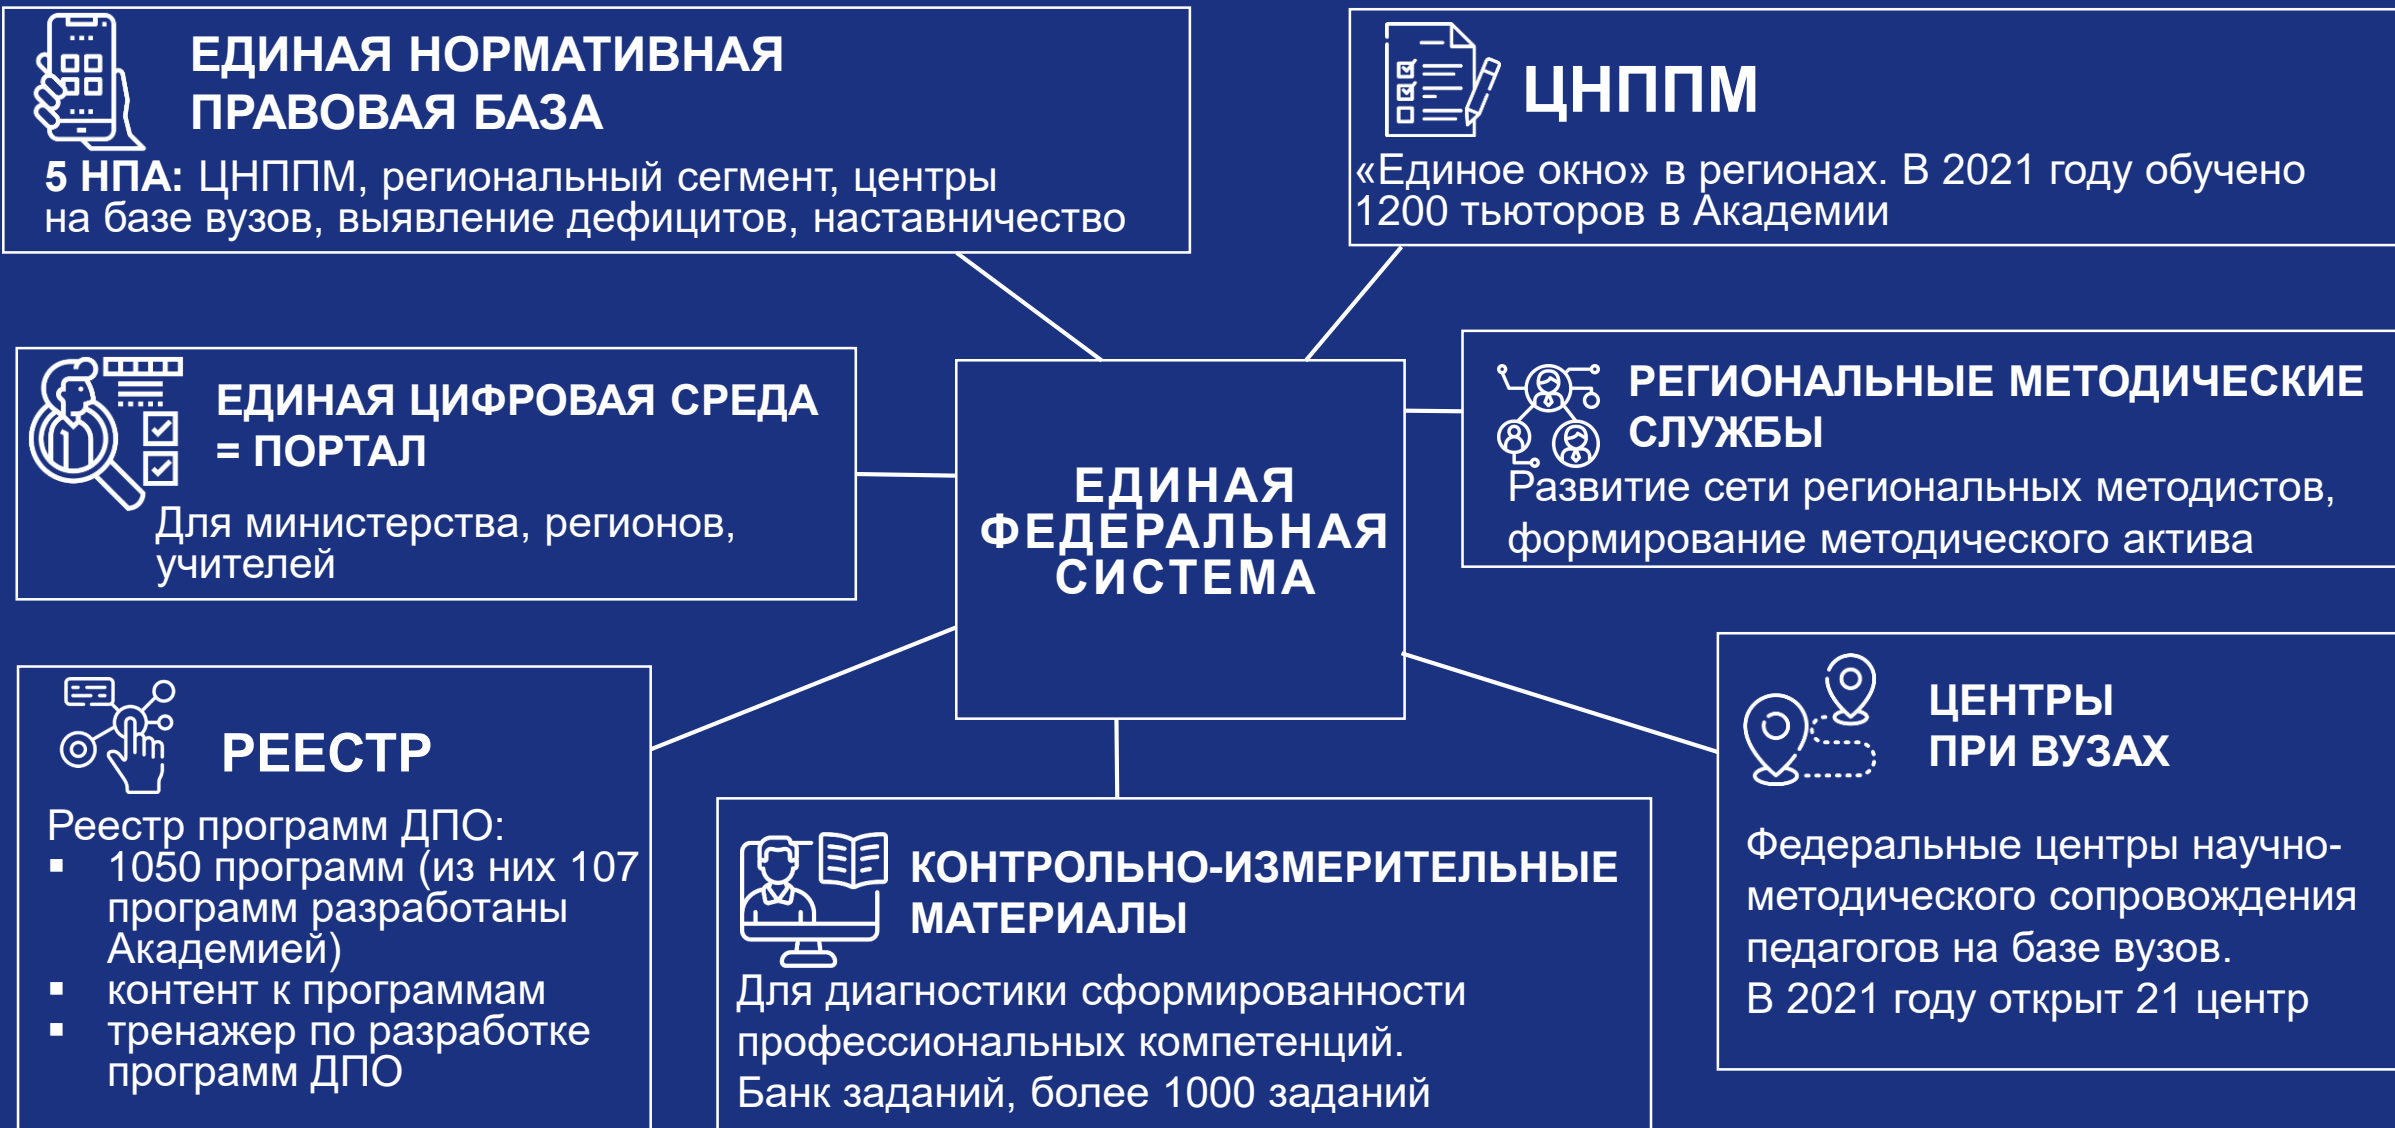 ЕДИНАЯ НОРМАТИВНАЯ
ПРАВОВАЯ БАЗА
5 НПА: ЦНППМ, региональный сегмент, центры
на базе вузов, выявление дефицитов, наставничество
ЦНППМ
«Единое окно» в регионах. В 2021 году обучено
1200 тьюторов в Академии
ЕДИНАЯ ЦИФРОВАЯ СРЕДА
= ПОРТАЛ
Для министерства, регионов,
учителей
ЕДИНАЯ
ФЕДЕРАЛЬНАЯ
СИСТЕМА
РЕГИОНАЛЬНЫЕ МЕТОДИЧЕСКИЕ
СЛУЖБЫ
Развитие сети региональных методистов,
формирование методического актива
РЕЕСТР
Реестр программ ДПО:
▪ 1050 программ (из них 107
программ разработаны
Академией)
▪ контент к программам
▪ тренажер по разработке
программ ДПО
КОНТРОЛЬНО-ИЗМЕРИТЕЛЬНЫЕ
МАТЕРИАЛЫ
Для диагностики сформированности
профессиональных компетенций.
Банк заданий, более 1000 заданий
ЦЕНТРЫ
ПРИ ВУЗАХ
Федеральные центры научно-
методического сопровождения
педагогов на базе вузов.
В 2021 году открыт 21 центр